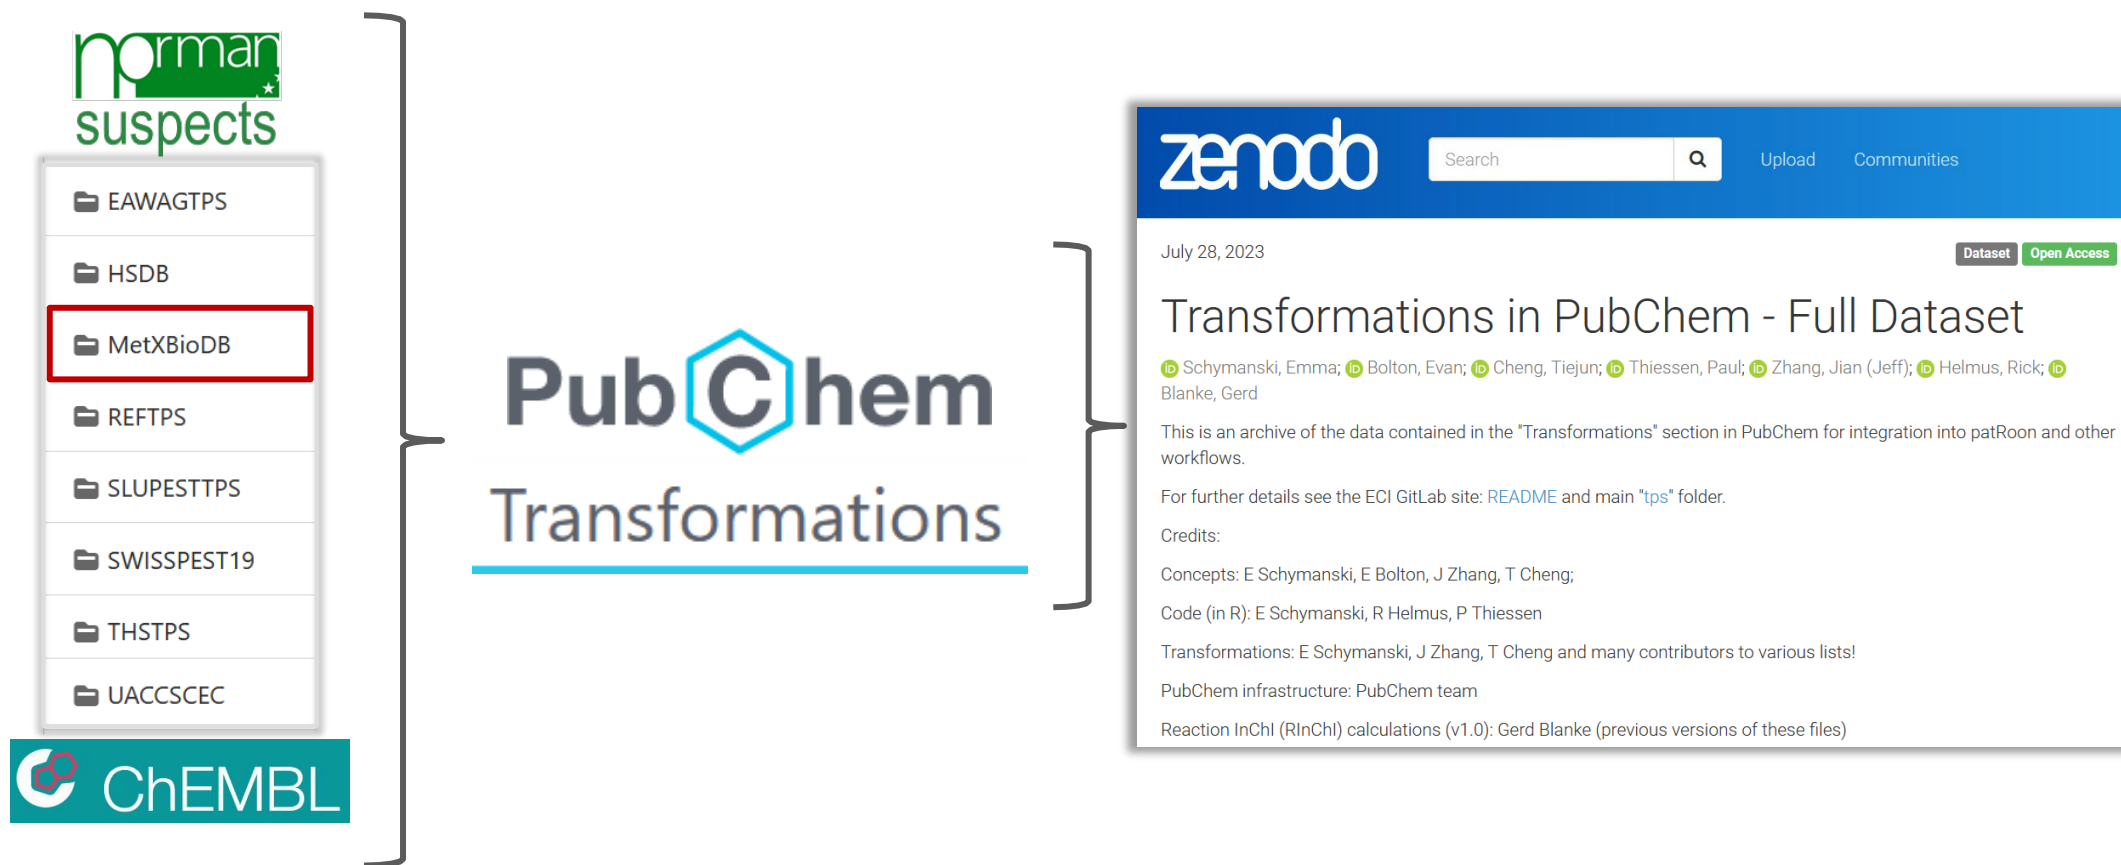 norman
suspects
EAWAGTPS
HSDB
MetXBioDB
REFTPS
SLUPESTTPS
SWISSPEST19
THSTPS
UACCSCEC
ChEMBL
PubChem
Transformations
zenodo
Search
Upload
Communities
July 28, 2023
Dataset
Open Access
Transformations in PubChem - Full Dataset
Schymanski, Emma; Bolton, Evan; Cheng, Tiejun; Thiessen, Paul; Zhang, Jian (Jeff); Helmus, Rick;
Blanke, Gerd
This is an archive of the data contained in the "Transformations" section in PubChem for integration into patRoon and other
workflows.
For further details see the ECI GitLab site: README and main "tps" folder.
Credits:
Concepts: E Schymanski, E Bolton, J Zhang, T Cheng;
Code (in R): E Schymanski, R Helmus, P Thiessen
Transformations: E Schymanski, J Zhang, T Cheng and many contributors to various lists!
PubChem infrastructure: PubChem team
Reaction InChI (RInChI) calculations (v1.0): Gerd Blanke (previous versions of these files)